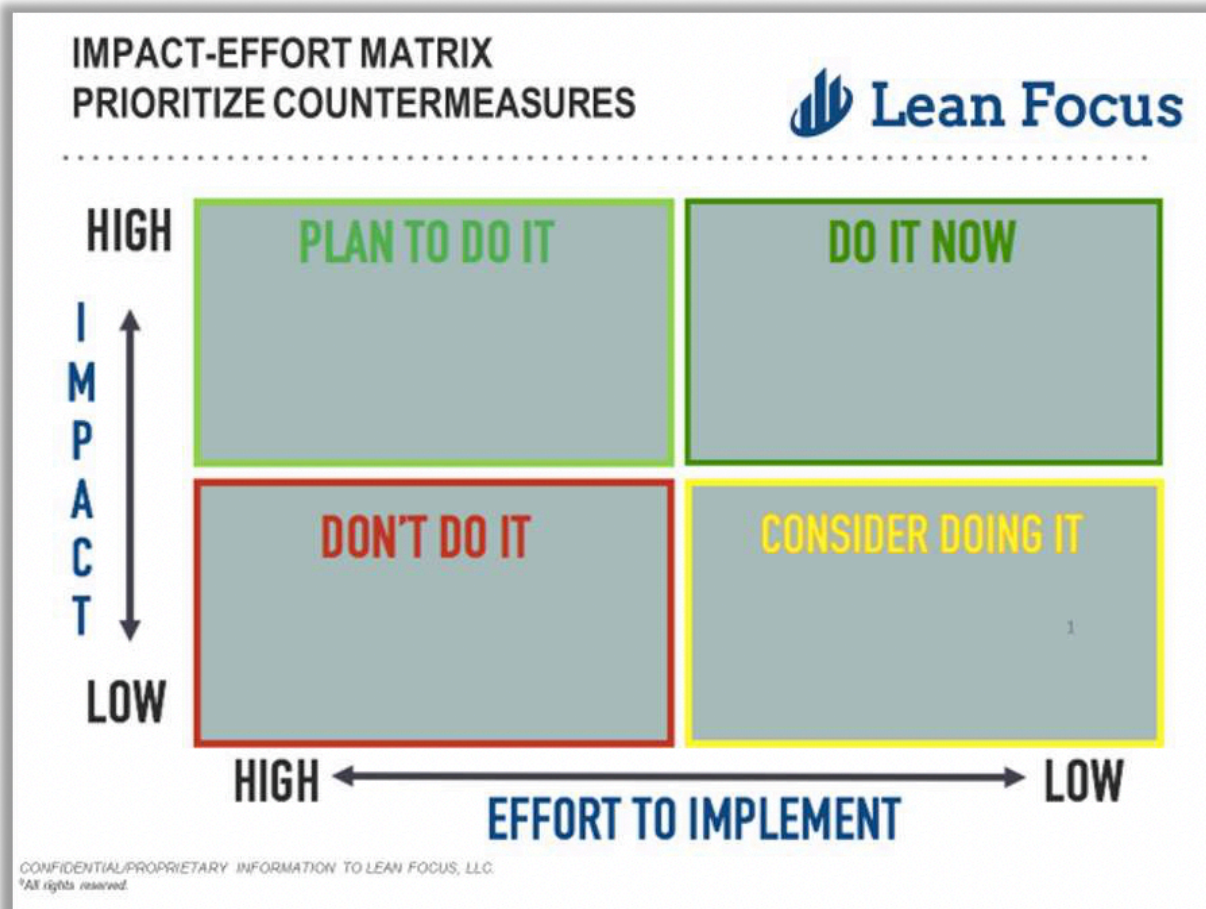 IMPACT-EFFORT MATRIX
PRIORITIZE COUNTERMEASURES
Lean Focus
HIGH
PLAN TO DO IT
DO IT NOW
IMPACT
DON'T DO IT
CONSIDER DOING IT
1
LOW
HIGH
LOW
EFFORT TO IMPLEMENT
CONFIDENTIAL/PROPRIETARY INFORMATION TO LEAN FOCUS, LLC.
©All rights reserved.